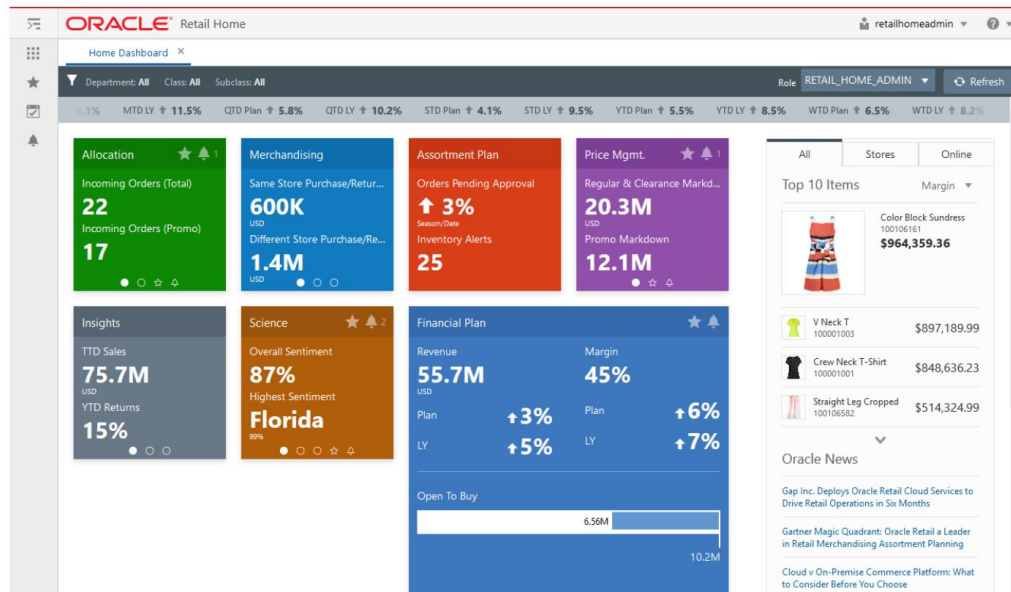 ORACLE® Retail Home
retailhomeadmin
Home Dashboard ×
Department: All Class: All Subclass: All
Role RETAIL_HOME_ADMIN Refresh
6.1% MTD LY 11.5% QTD Plan 5.8% QTD LY 10.2% STD Plan 4.1% STD LY 9.5% YTD Plan 5.5% YTD LY 8.5% WTD Plan 6.5% WTD LY 8.2%
Allocation 1
Incoming Orders (Total)
22
Incoming Orders (Promo)
17
Merchandising
Same Store Purchase/Retur...
600K
USD
Different Store Purchase/Re...
1.4M
USD
Assortment Plan
Orders Pending Approval
3%
Season/Date
Inventory Alerts
25
Price Mgmt. 1
Regular & Clearance Markd...
20.3M
USD
Promo Markdown
12.1M
Insights
TTD Sales
75.7M
USD
YTD Returns
15%
Science 2
Overall Sentiment
87%
Highest Sentiment
Florida
99%
Financial Plan
Revenue
55.7M
USD
Plan 3%
LY 5%
Margin
45%
Plan 6%
LY 7%
Open To Buy
6.56M
10.2M
All Stores Online
Top 10 Items Margin
Color Block Sundress
100106161
$964,359.36
V Neck T
100001003
$897,189.99
Crew Neck T-Shirt
100001001
$848,636.23
Straight Leg Cropped
100106582
$514,324.99
Oracle News
Gap Inc. Deploys Oracle Retail Cloud Services to
Drive Retail Operations in Six Months
Gartner Magic Quadrant: Oracle Retail a Leader
in Retail Merchandising Assortment Planning
Cloud v On-Premise Commerce Platform: What
to Consider Before You Choose